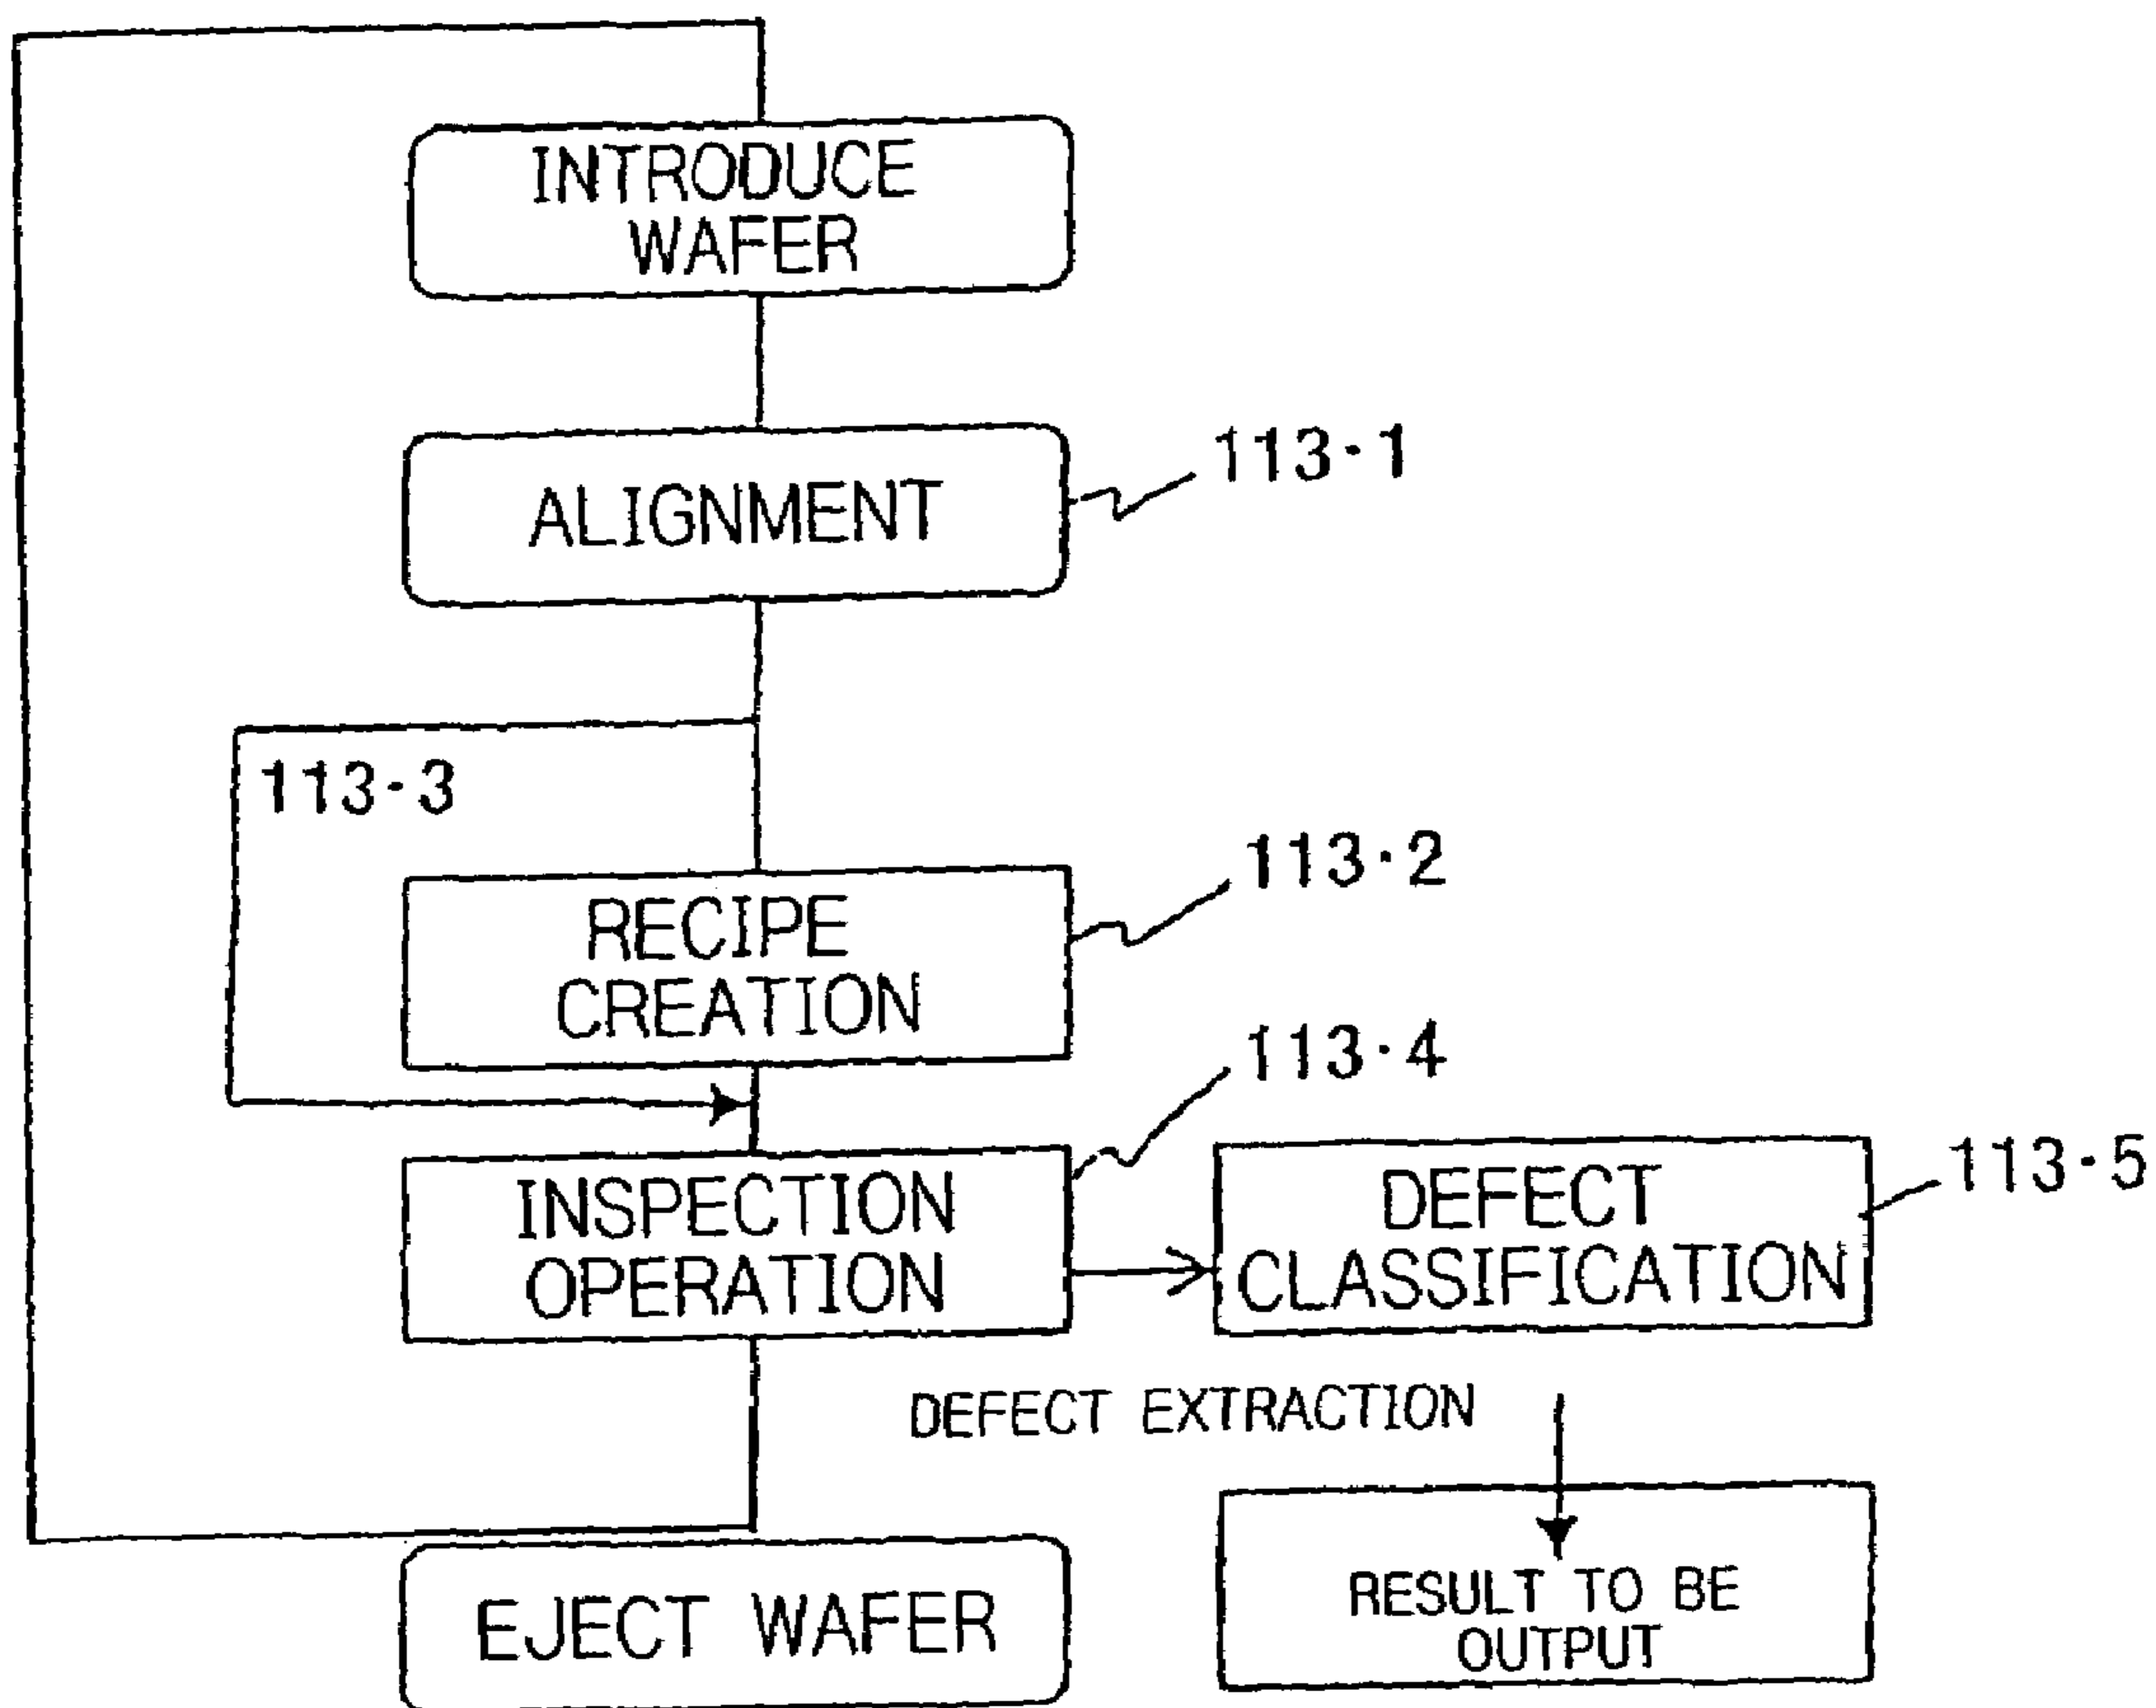 INTRODUCE
WAFER
ALIGNMENT
113·1
113·3
RECIPE
CREATION
113·2
113·4
INSPECTION
OPERATION
DEFECT
CLASSIFICATION
113·5
DEFECT EXTRACTION
EJECT WAFER
RESULT TO BE
OUTPUT